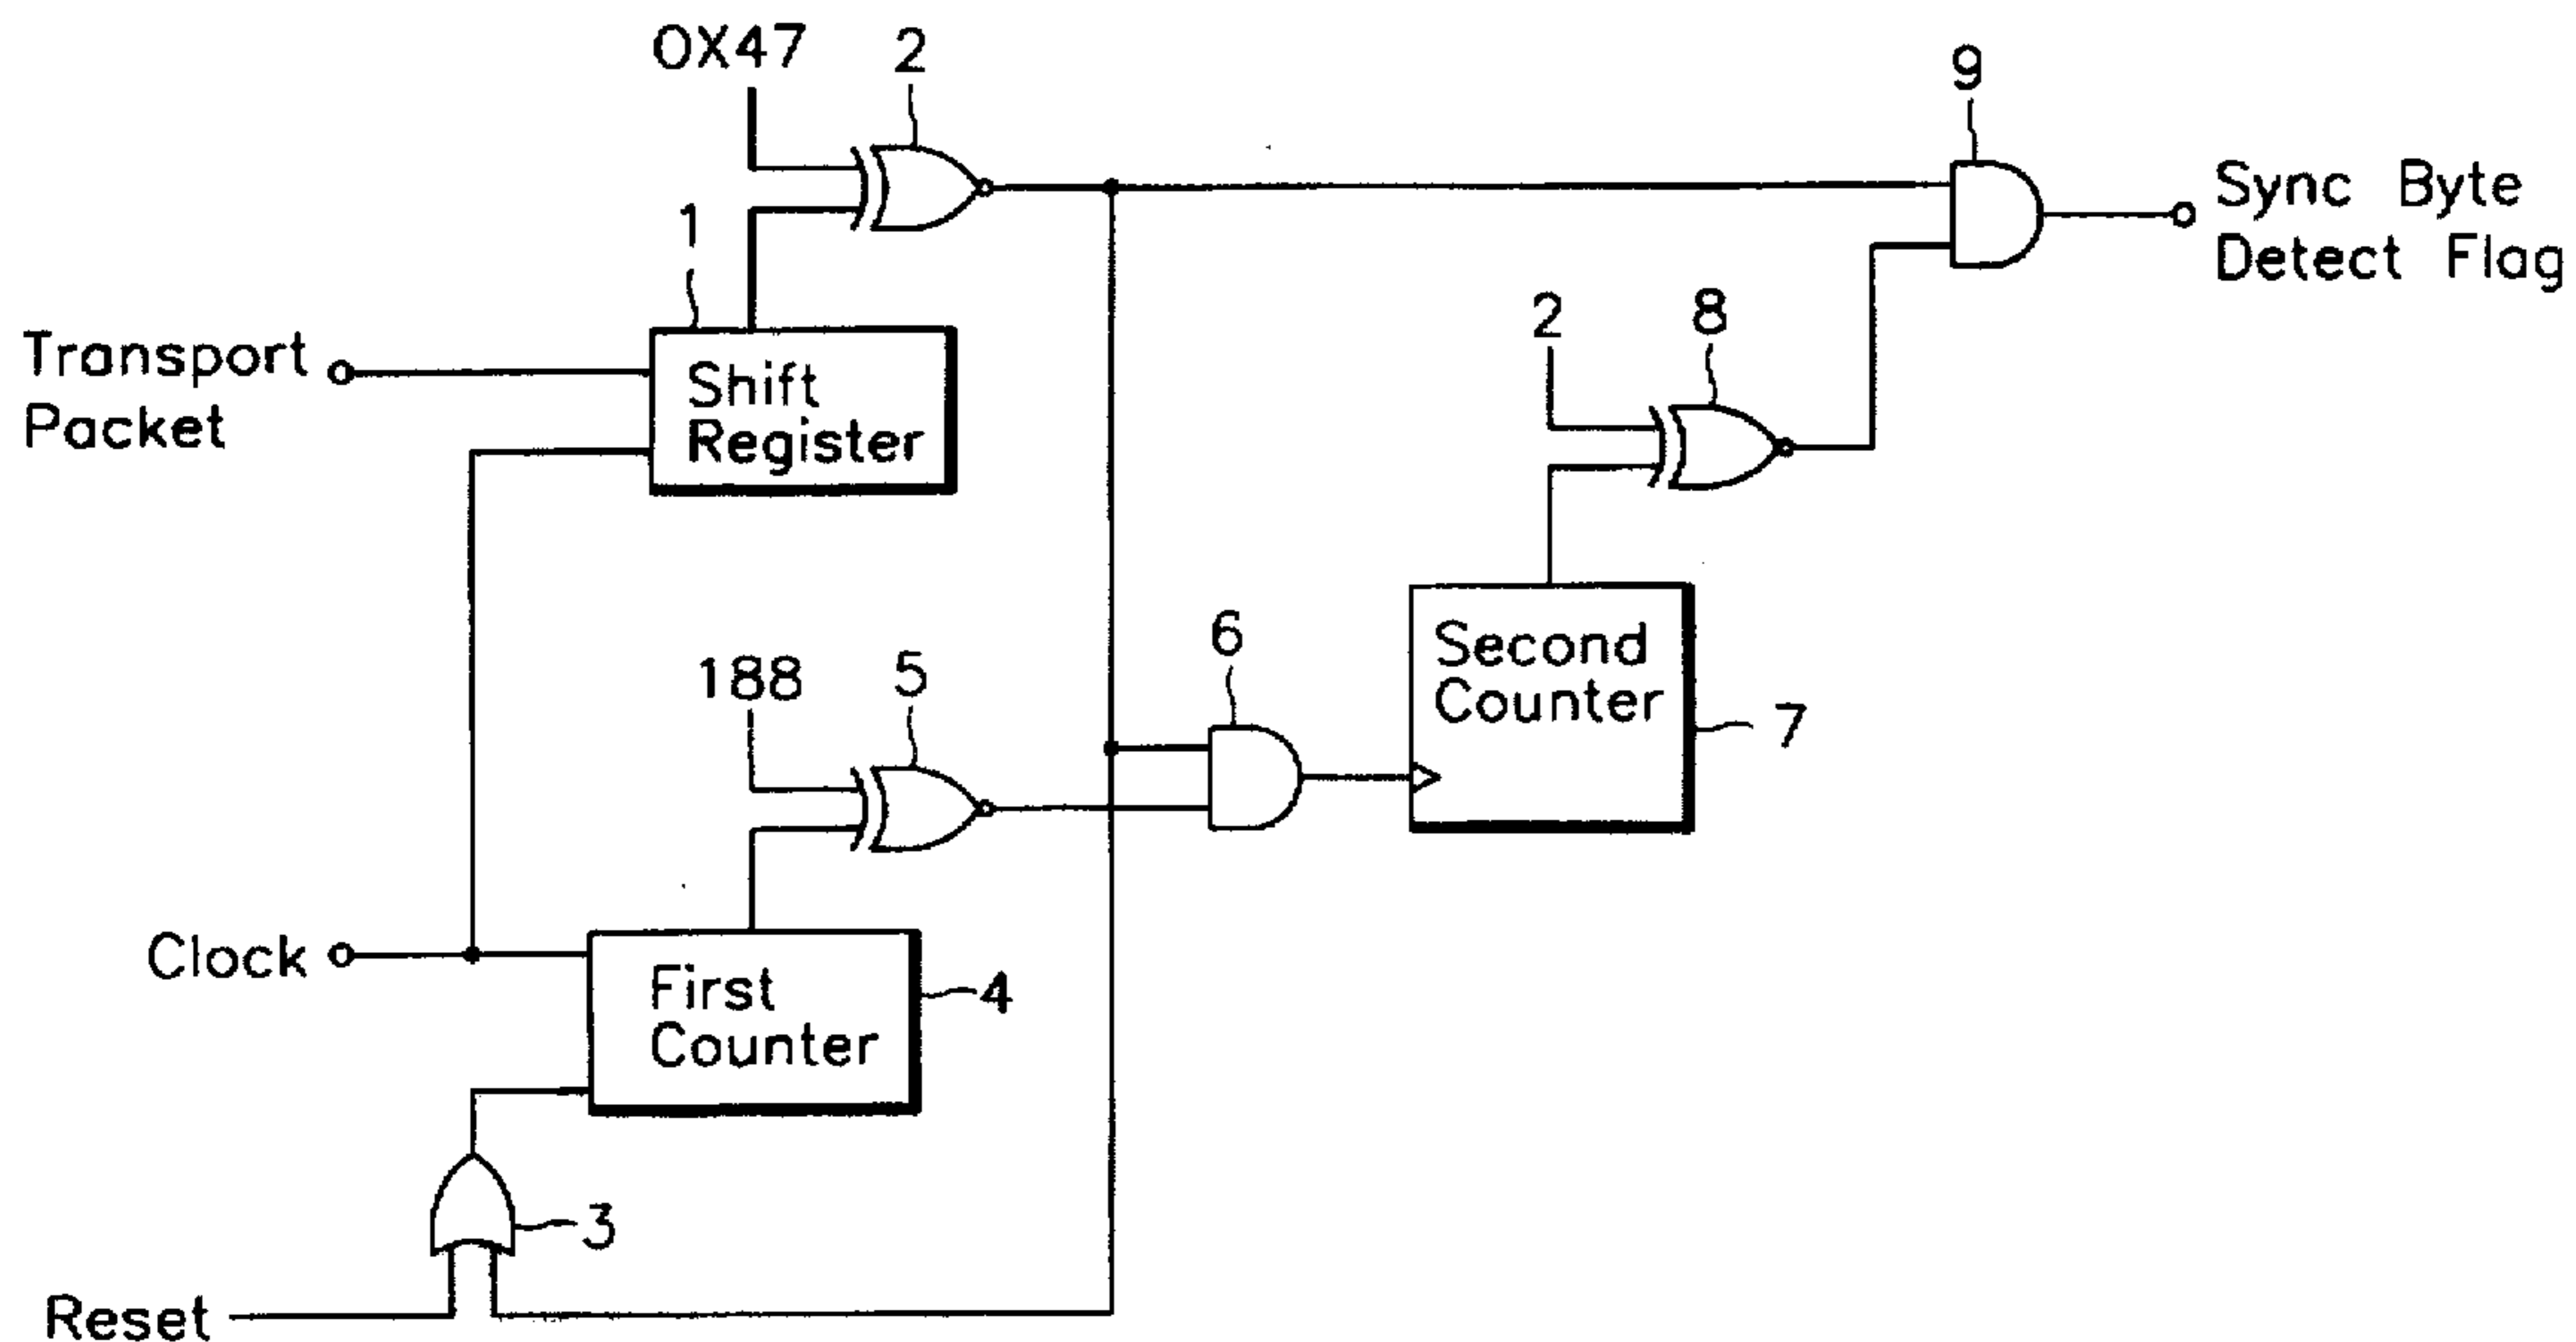 OX47
2
9
Sync Byte
Detect Flag
1
2
8
Transport
Packet
Shift
Register
6
Second
Counter
188
5
7
Clock
First
Counter
4
3
Reset